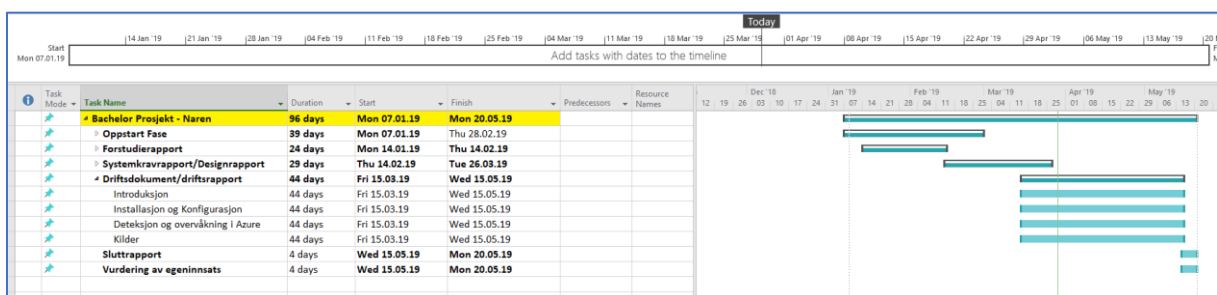 Today
14 Jan '19 21 Jan '19 28 Jan '19 04 Feb '19 11 Feb '19 18 Feb '19 25 Feb '19 04 Mar '19 11 Mar '19 18 Mar '19 25 Mar '19 01 Apr '19 08 Apr '19 15 Apr '19 22 Apr '19 29 Apr '19 06 May '19 13 May '19
Start
Mon 07.01.19
Add tasks with dates to the timeline
Task Mode Task Name Duration Start Finish Predecessors Resource Names
Dec '18 Jan '19 Feb '19 Mar '19 Apr '19 May '19
12 19 26 03 10 17 24 31 07 14 21 28 04 11 18 25 04 11 18 25 01 08 15 22 29 06 13 20
Bachelor Prosjekt - Naren 96 days Mon 07.01.19 Mon 20.05.19
Oppstart Fase 39 days Mon 07.01.19 Thu 28.02.19
Forstudierapport 24 days Mon 14.01.19 Thu 14.02.19
Systemkravrapport/Designrapport 29 days Thu 14.02.19 Tue 26.03.19
Driftsdokument/driftsrapport 44 days Fri 15.03.19 Wed 15.05.19
Introduksjon 44 days Fri 15.03.19 Wed 15.05.19
Installasjon og Konfigurasjon 44 days Fri 15.03.19 Wed 15.05.19
Deteksjon og overvåkning i Azure 44 days Fri 15.03.19 Wed 15.05.19
Kilder 44 days Fri 15.03.19 Wed 15.05.19
Sluttrapport 4 days Wed 15.05.19 Mon 20.05.19
Vurdering av egeninnsats 4 days Wed 15.05.19 Mon 20.05.19